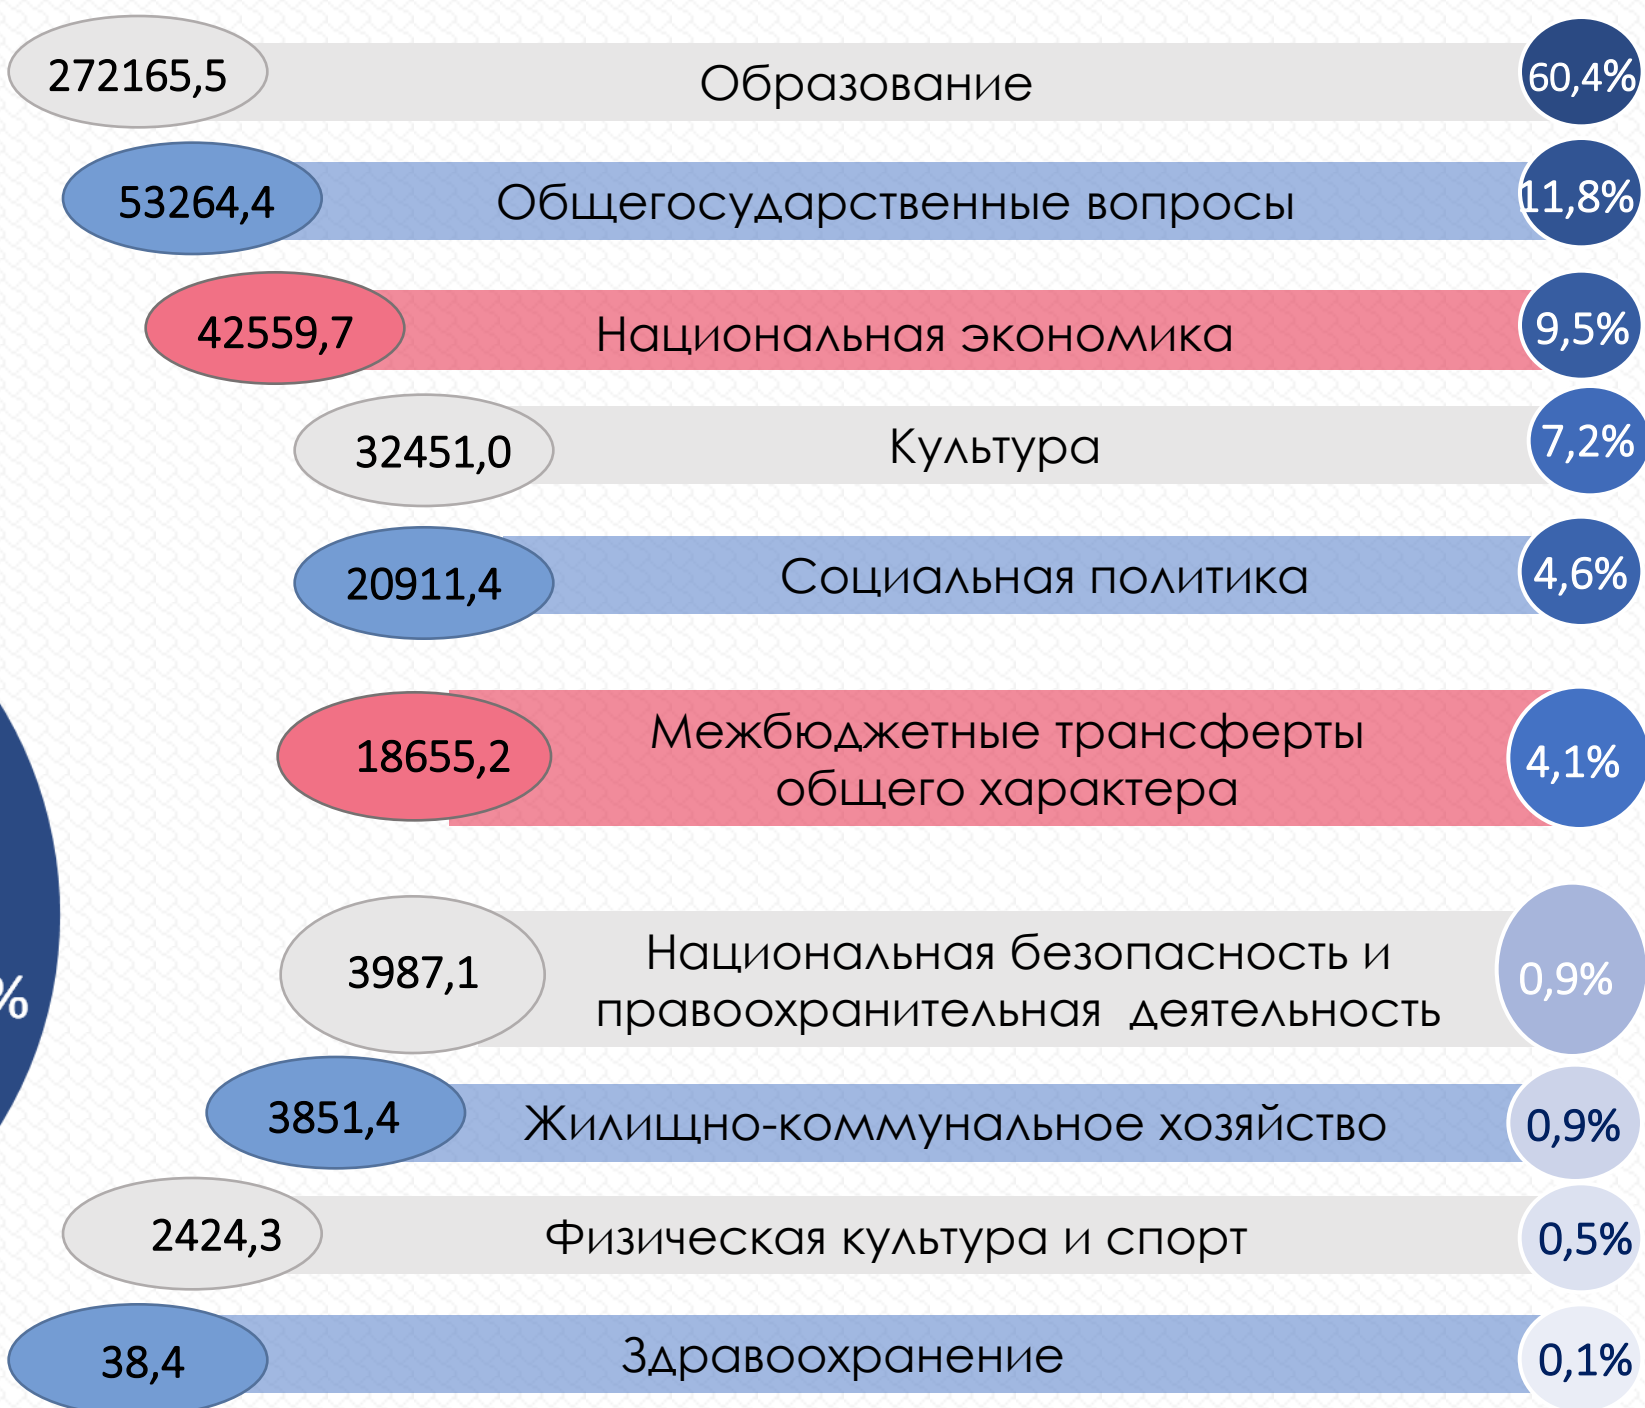 272165,5 Образование 60,4%
53264,4 Общегосударственные вопросы 11,8%
42559,7 Национальная экономика 9,5%
32451,0 Культура 7,2%
20911,4 Социальная политика 4,6%
18655,2 Межбюджетные трансферты
общего характера 4,1%
3987,1 Национальная безопасность и
правоохранительная деятельность 0,9%
%
3851,4 Жилищно-коммунальное хозяйство 0,9%
2424,3 Физическая культура и спорт 0,5%
38,4 Здравоохранение 0,1%